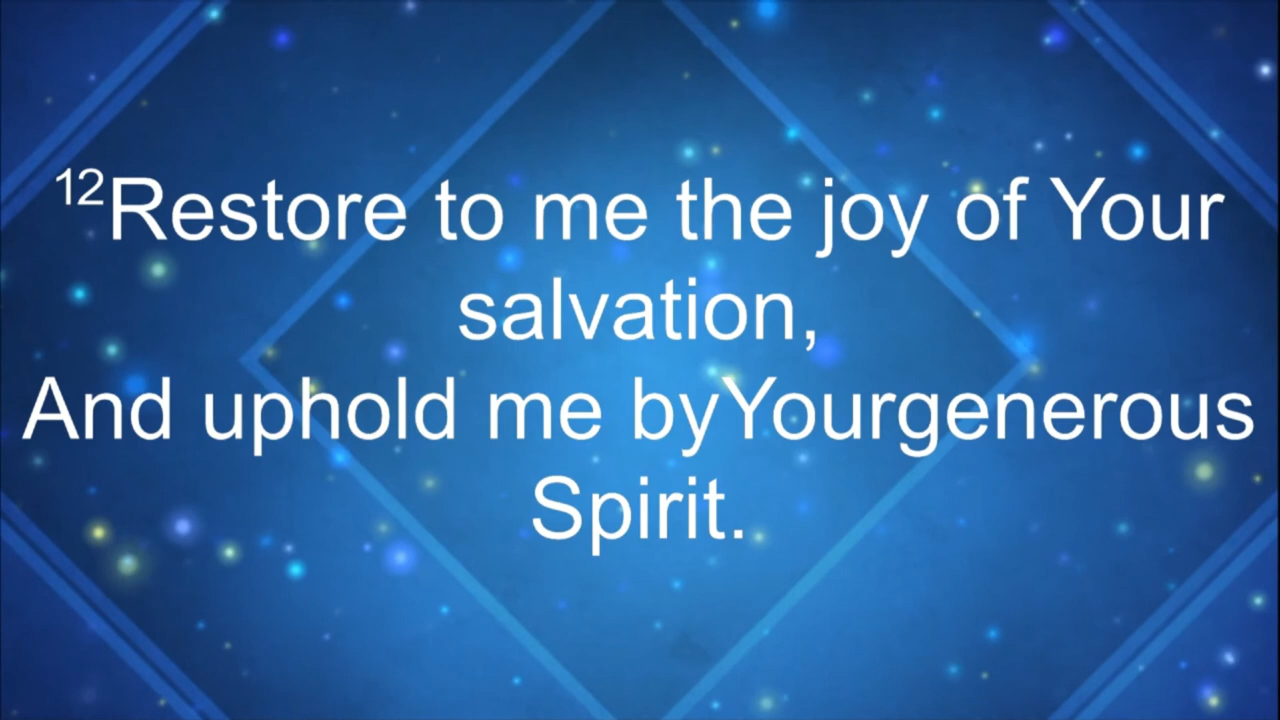 12Restore to me the joy of Your
salvation,
And uphold me byYourgenerous
Spirit.